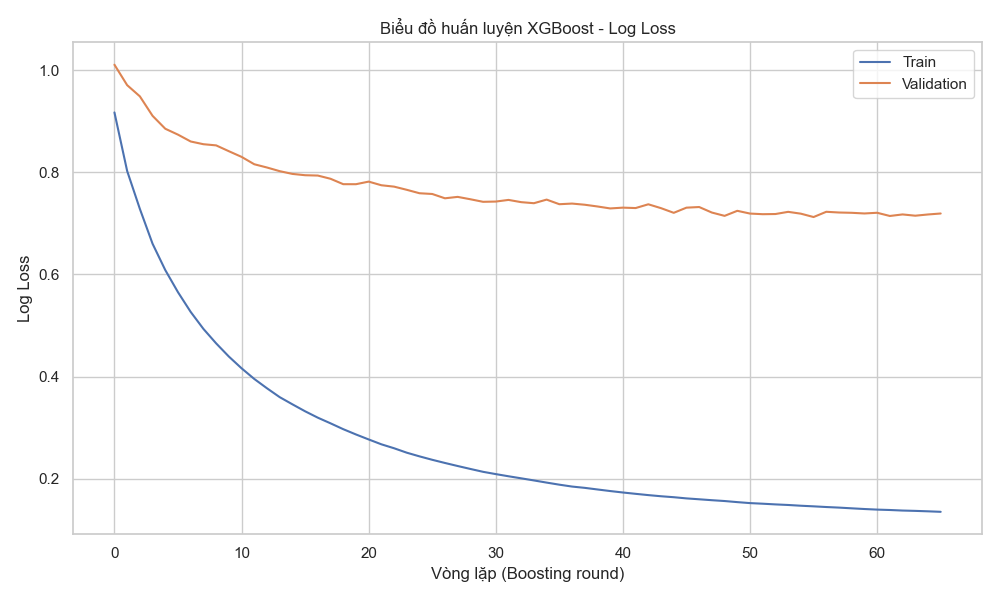 Biểu đồ huấn luyện XGBoost - Log Loss
Train
Validation
Log Loss
1.0
0.8
0.6
0.4
0.2
0 10 20 30 40 50 60
Vòng lặp (Boosting round)